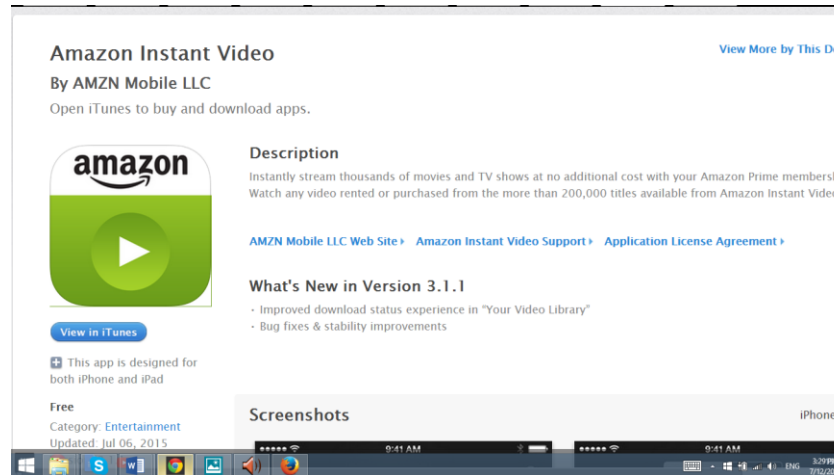 Amazon Instant Video
View More by This
By AMZN Mobile LLC
Open iTunes to buy and download apps.
amazon
Description
Instantly stream thousands of movies and TV shows at no additional cost with your Amazon Prime
Watch any video rented or purchased from the more than 200,000 titles available from Amazon Instant
AMZN Mobile LLC Web Site Amazon Instant Video Support Application License Agreement
What's New in Version 3.1.1
· Improved download status experience in "Your Video Library"
· Bug fixes & stability improvements
View in iTunes
This app is designed for
both iPhone and iPad
Free
Category: Entertainment
Updated: Jul 06, 2015
Screenshots
iPhone
9:41 AM
9:41 AM
ENG